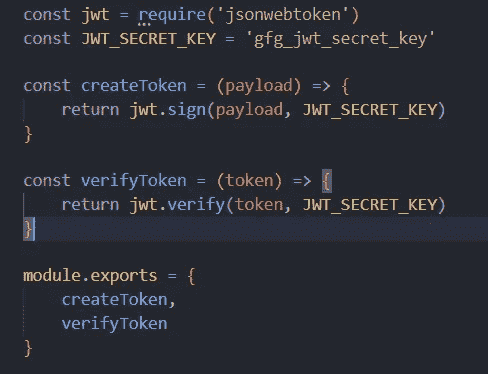 const jwt = require('jsonwebtoken')
const JWT_SECRET_KEY = 'gfg_jwt_secret_key'
const createToken = (payload) => {
return jwt.sign(payload, JWT_SECRET_KEY)
}
const verifyToken = (token) => {
return jwt.verify(token, JWT_SECRET_KEY)
}
module.exports = {
createToken,
verifyToken
}